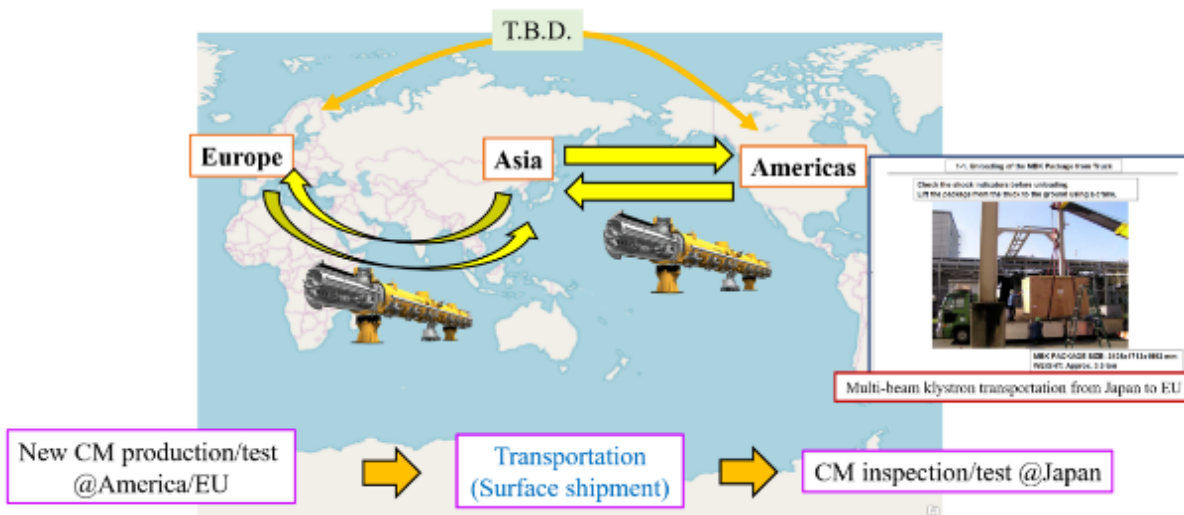 T.B.D.
Europe
Asia
Americas
1-1. Unloading of the MBK Package from Truck
Check the shock indicators before unloading.
Lift the package from the truck to the ground using a crane.
MBK PACKAGE SIZE:
WEIGHT: Approx.
Multi-beam klystron transportation from Japan to EU
New CM production/test
@America/EU
Transportation
(Surface shipment)
CM inspection/test @Japan